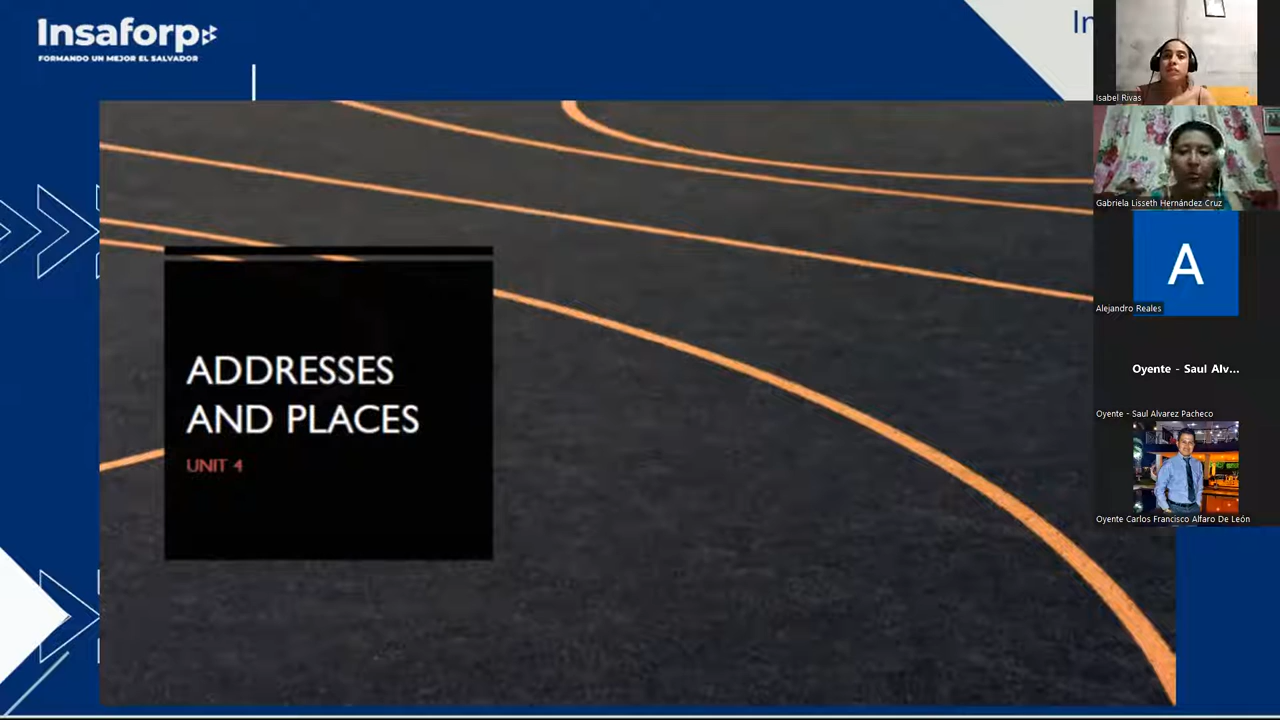 Insaforp
FORMANDO UN MEJOR EL SALVADOR
In
ADDRESSES
AND PLACES
UNIT 4
Isabel Rivas
Gabriela Lisseth Hernández Cruz
A
Alejandro Reales
Oyente - Saul Alv...
Oyente - Saul Alvarez Pacheco
Oyente Carlos Francisco Alfaro De León